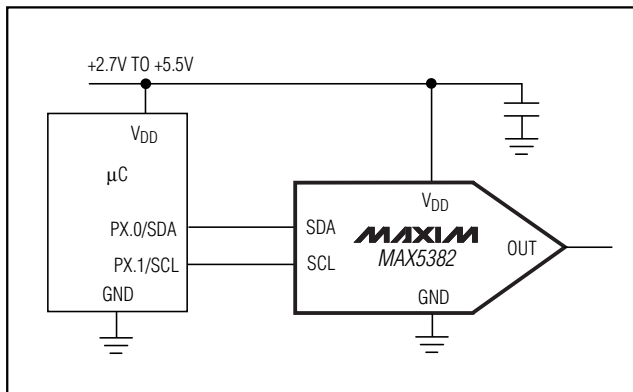 +2.7V TO +5.5V
VDD
µC
PX.0/SDA
PX.1/SCL
GND
VDD
SDA
MAXIM
MAX5382
SCL
OUT
GND